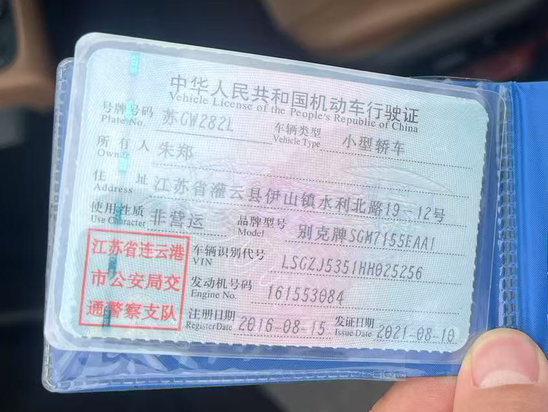 中华人民共和国机动车行驶证
Vehicle License of the People's Republic of China
号牌号码 苏GW282L 车辆类型 小型轿车
Plate No. Vehicle Type
所有人 朱郑
Owner
住址 江苏省灌云县伊山镇水利北路19-12号
Address
使用性质 非营运 品牌型号 别克牌SGM7155EAA1
Use Character Model
江苏省连云港
市公安局交
通警察支队
车辆识别代号 LSGZJ5351HH025256
VIN
发动机号码 161553084
Engine No.
注册日期 2016-08-15 发证日期 2021-08-10
Register Date Issue Date